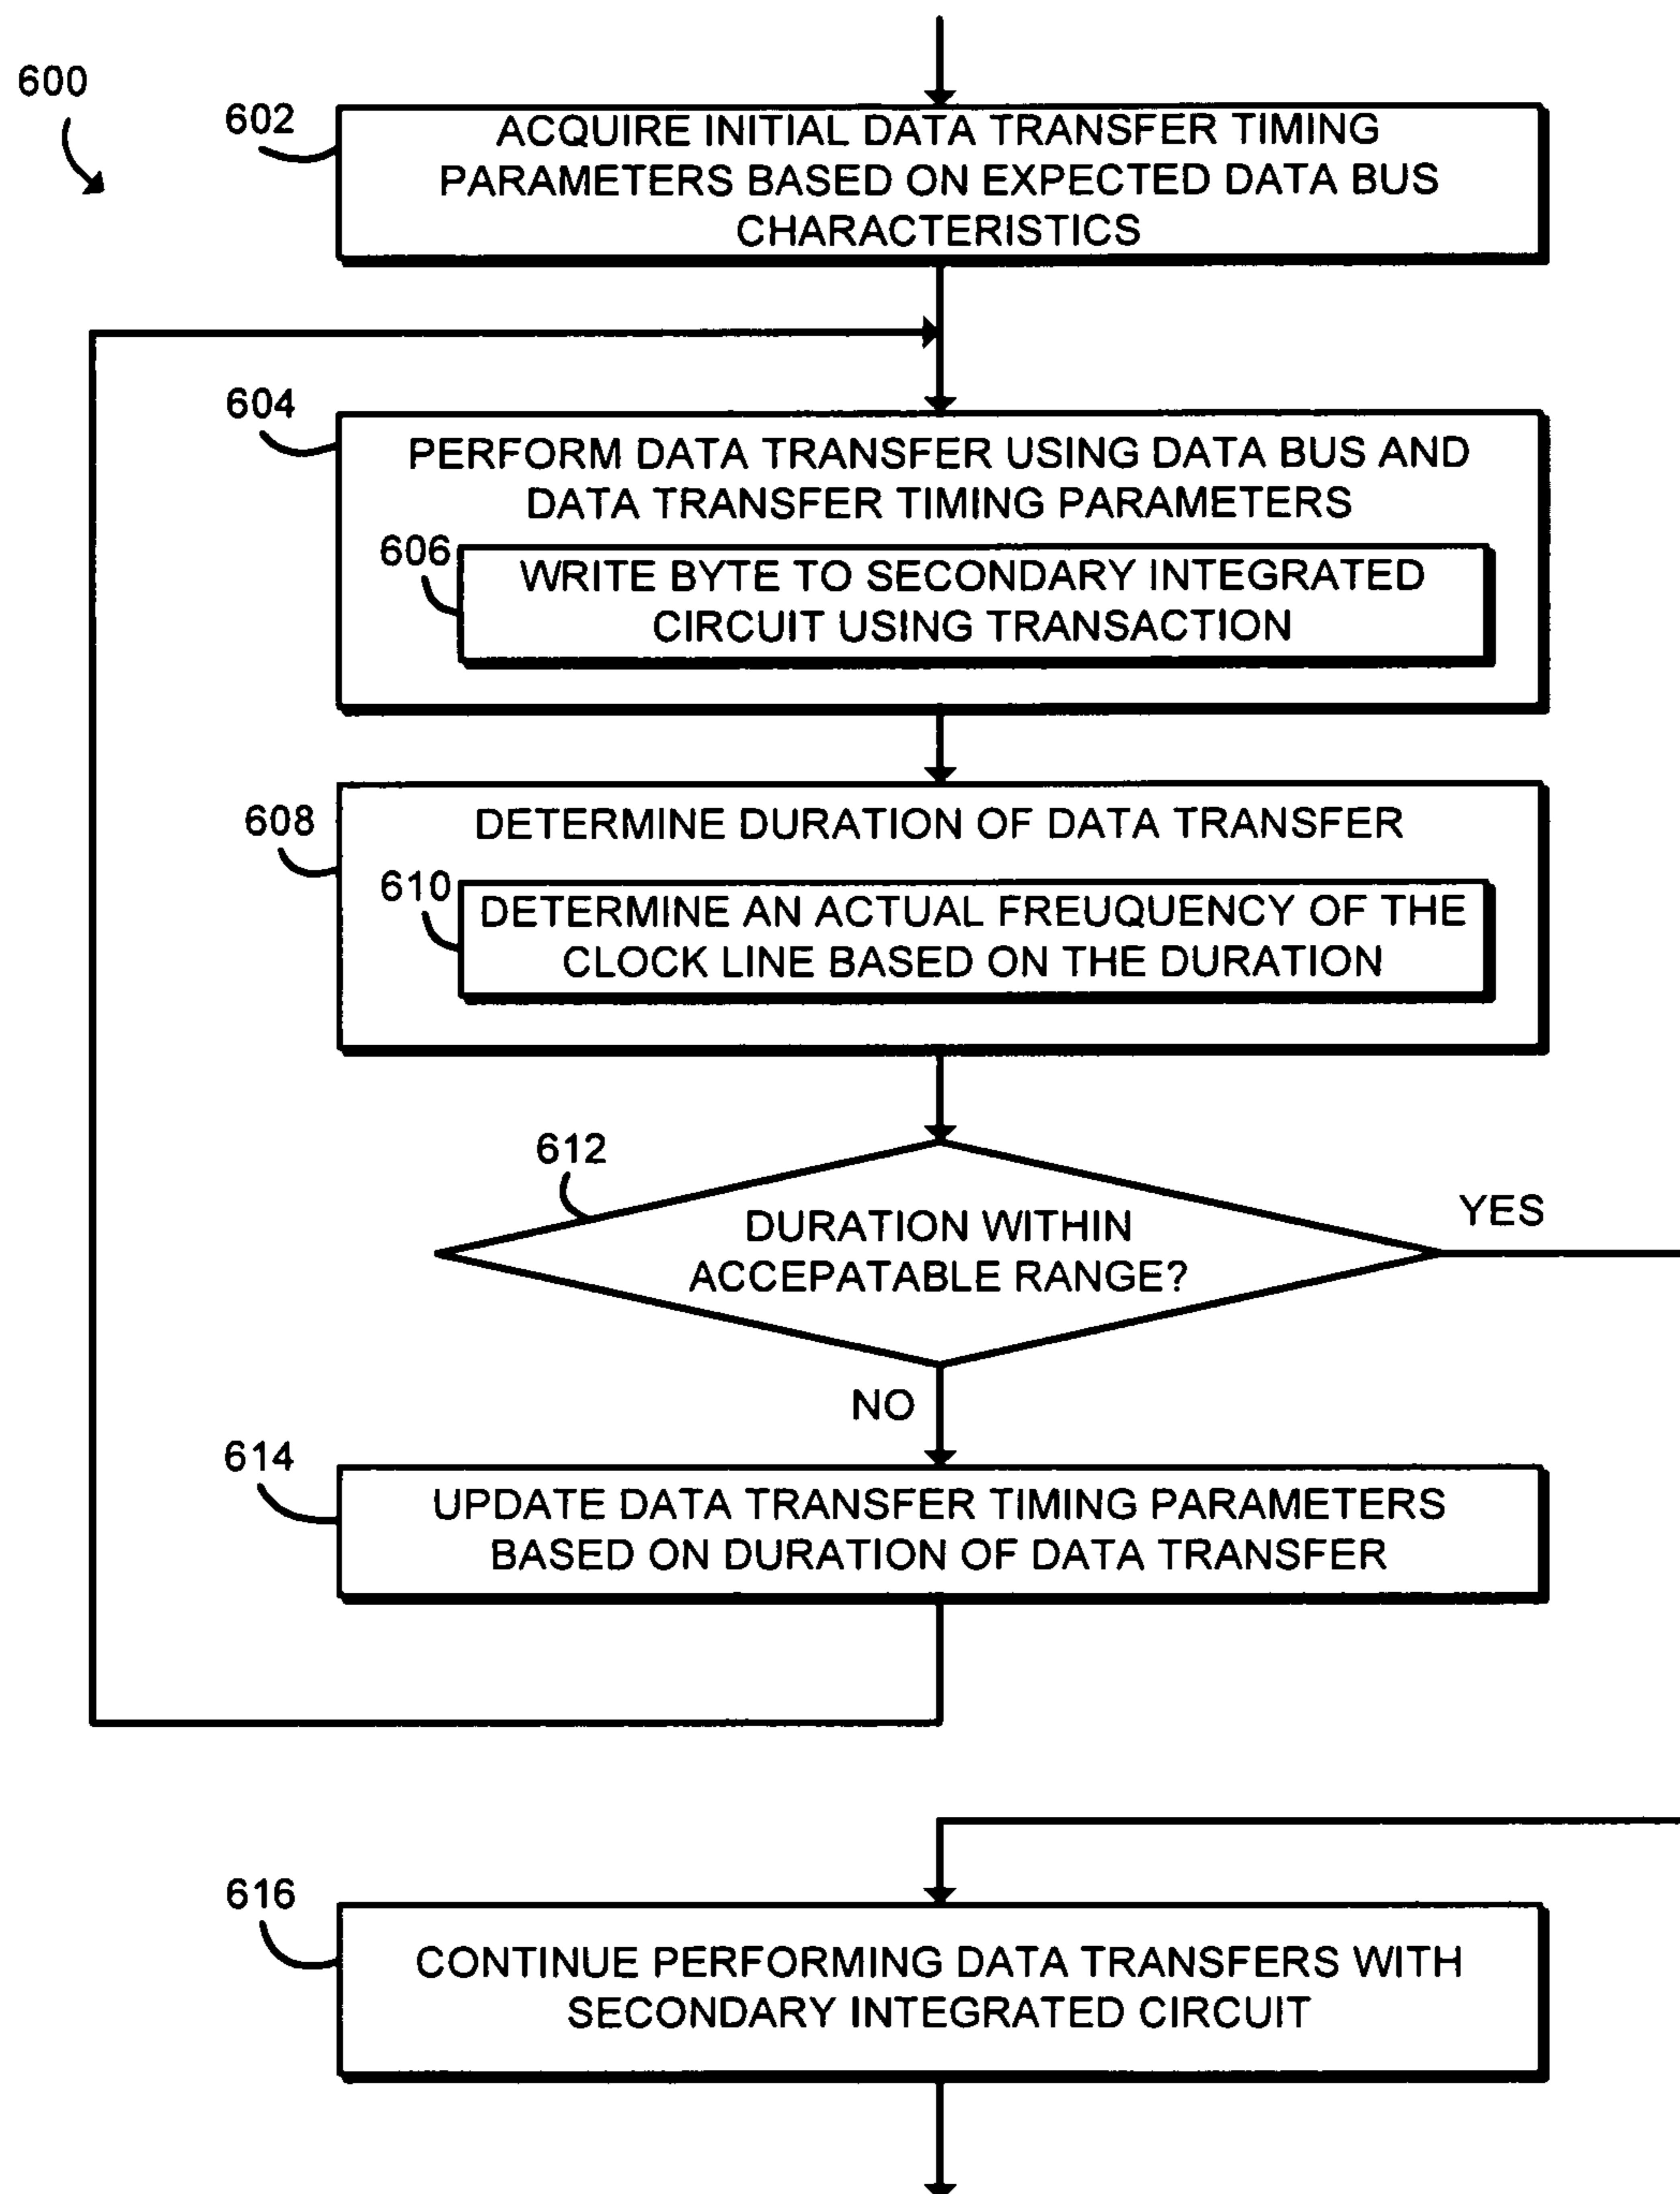 600
602
ACQUIRE INITIAL DATA TRANSFER TIMING
PARAMETERS BASED ON EXPECTED DATA BUS
CHARACTERISTICS
604
PERFORM DATA TRANSFER USING DATA BUS AND
DATA TRANSFER TIMING PARAMETERS
606
WRITE BYTE TO SECONDARY INTEGRATED
CIRCUIT USING TRANSACTION
608
DETERMINE DURATION OF DATA TRANSFER
610
DETERMINE AN ACTUAL FREUQUENCY OF THE
CLOCK LINE BASED ON THE DURATION
612
DURATION WITHIN
ACCEPATABLE RANGE?
YES
NO
614
UPDATE DATA TRANSFER TIMING PARAMETERS
BASED ON DURATION OF DATA TRANSFER
616
CONTINUE PERFORMING DATA TRANSFERS WITH
SECONDARY INTEGRATED CIRCUIT